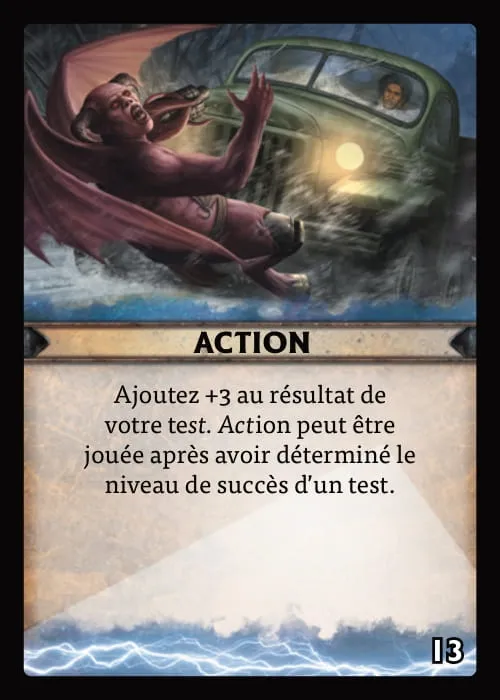 ACTION
Ajoutez +3 au résultat de
votre test. Action peut être
jouée après avoir déterminé le
niveau de succès d'un test.
13